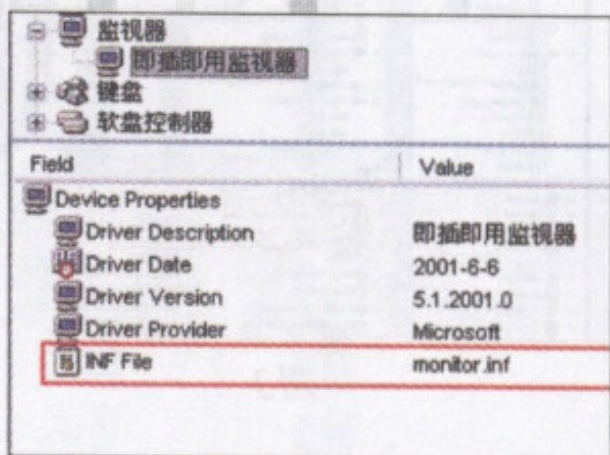 监视器
即插即用监视器
键盘
软盘控制器
Field Value
Device Properties
Driver Description 即插即用监视器
Driver Date 2001-6-6
Driver Version 5.1.2001.0
Driver Provider Microsoft
INF File monitor.inf